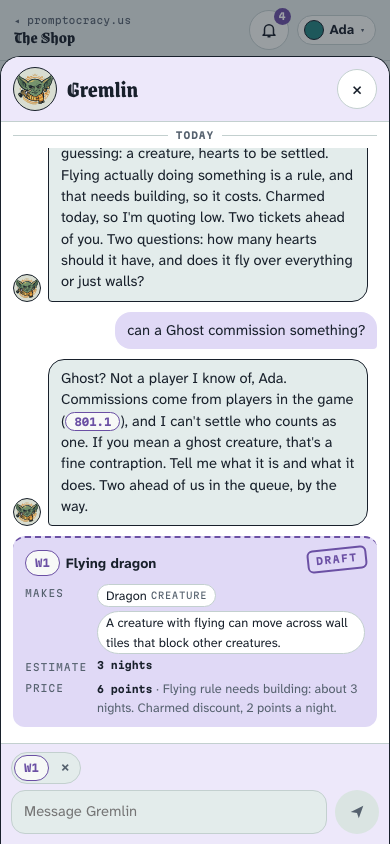 ◂ promptocracy.us
The Shop
4
Ada
Gremlin
×
TODAY
guessing: a creature, hearts to be settled.
Flying actually doing something is a rule, and
that needs building, so it costs. Charmed
today, so I'm quoting low. Two tickets ahead
of you. Two questions: how many hearts
should it have, and does it fly over everything
or just walls?
can a Ghost commission something?
Ghost? Not a player I know of, Ada.
Commissions come from players in the game
(801.1), and I can't settle who counts as
one. If you mean a ghost creature, that's a
fine contraption. Tell me what it is and what it
does. Two ahead of us in the queue, by the
way.
W1 Flying dragon
DRAFT
MAKES
Dragon CREATURE
A creature with flying can move across wall
tiles that block other creatures.
ESTIMATE 3 nights
PRICE 6 points · Flying rule needs building: about 3
nights. Charmed discount, 2 points a night.
W1 ×
Message Gremlin